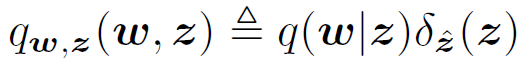 q_{w,z}(w, z) ≜ q(w|z)δ_{ẑ}(z)